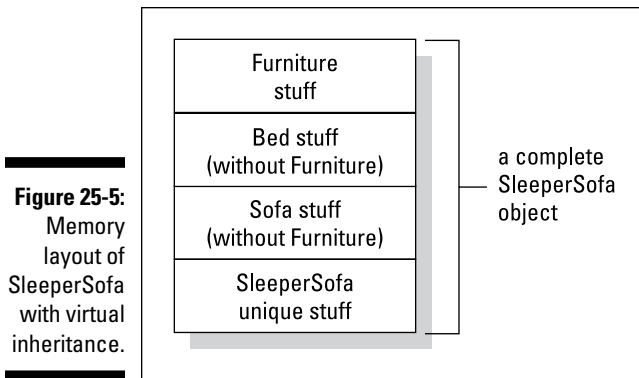 Furniture
stuff
Bed stuff
(without Furniture)
Sofa stuff
(without Furniture)
SleeperSofa
unique stuff
a complete
SleeperSofa
object
Figure 25-5:
Memory
layout of
SleeperSofa
with virtual
inheritance.